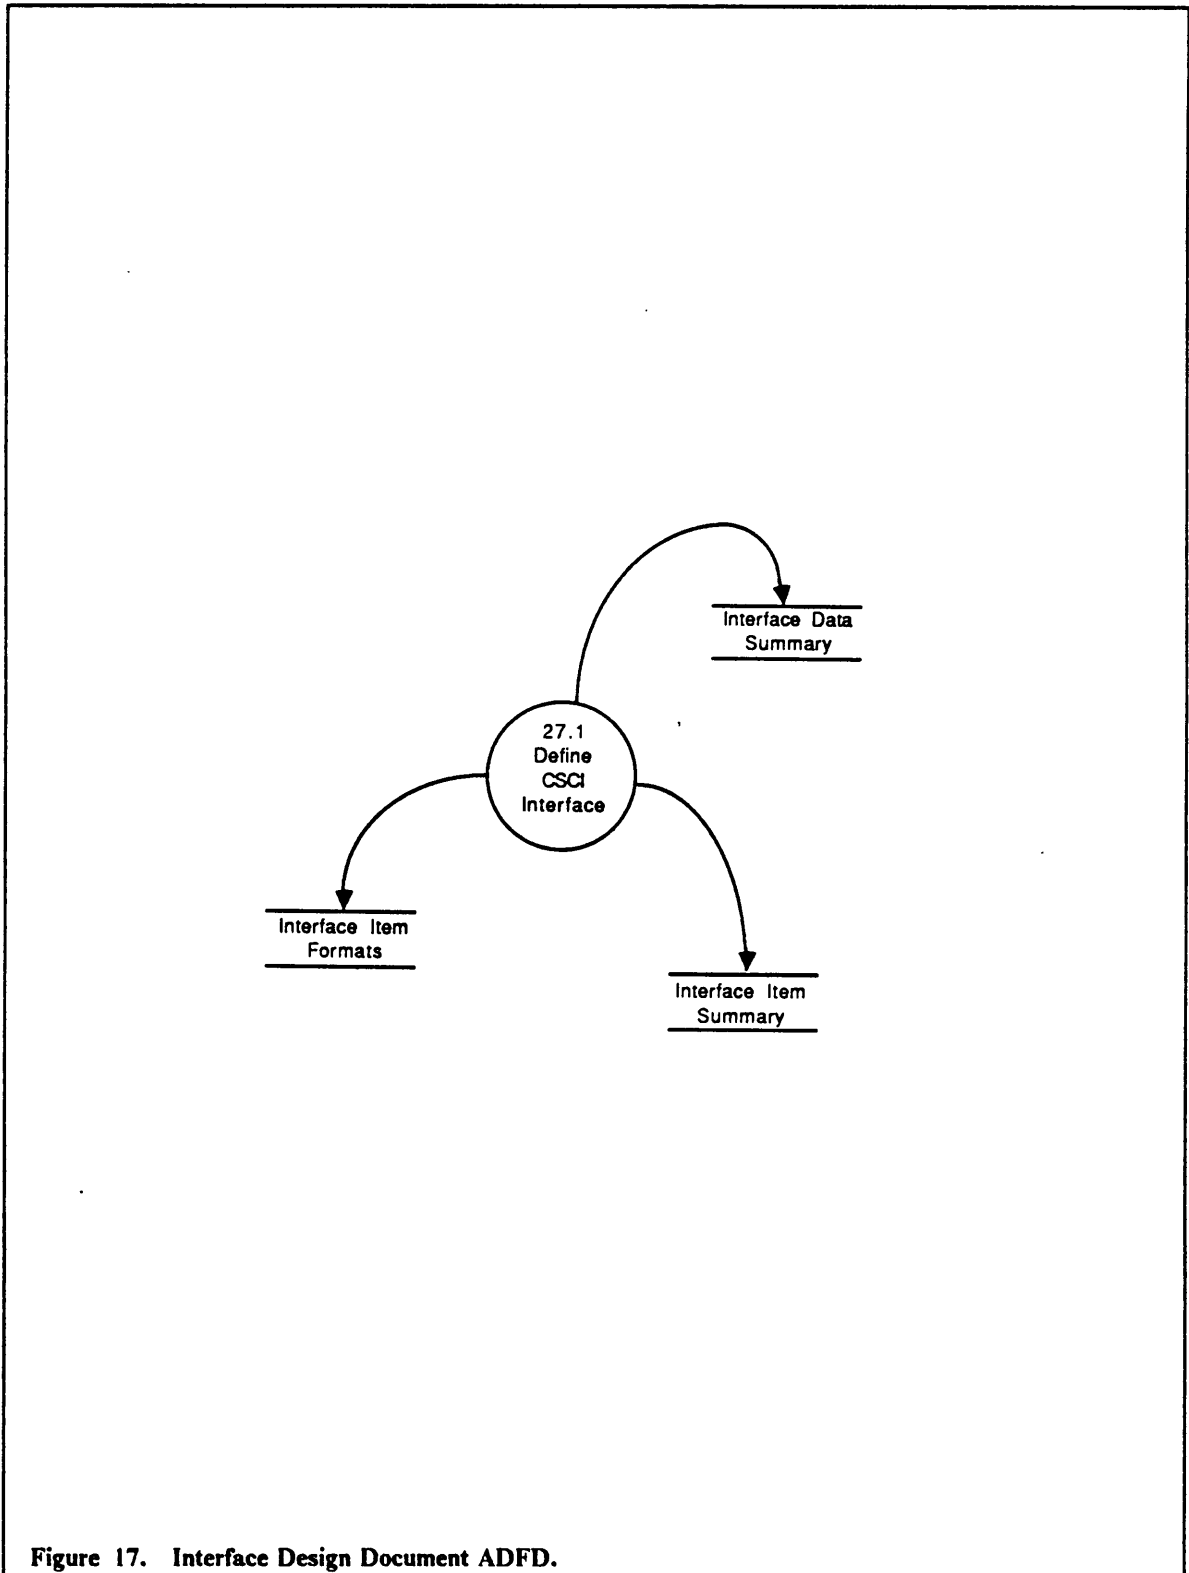 Interface Data
Summary
27.1
Define
CSCI
Interface
Interface Item
Formats
Interface Item
Summary
Figure 17. Interface Design Document ADFD.